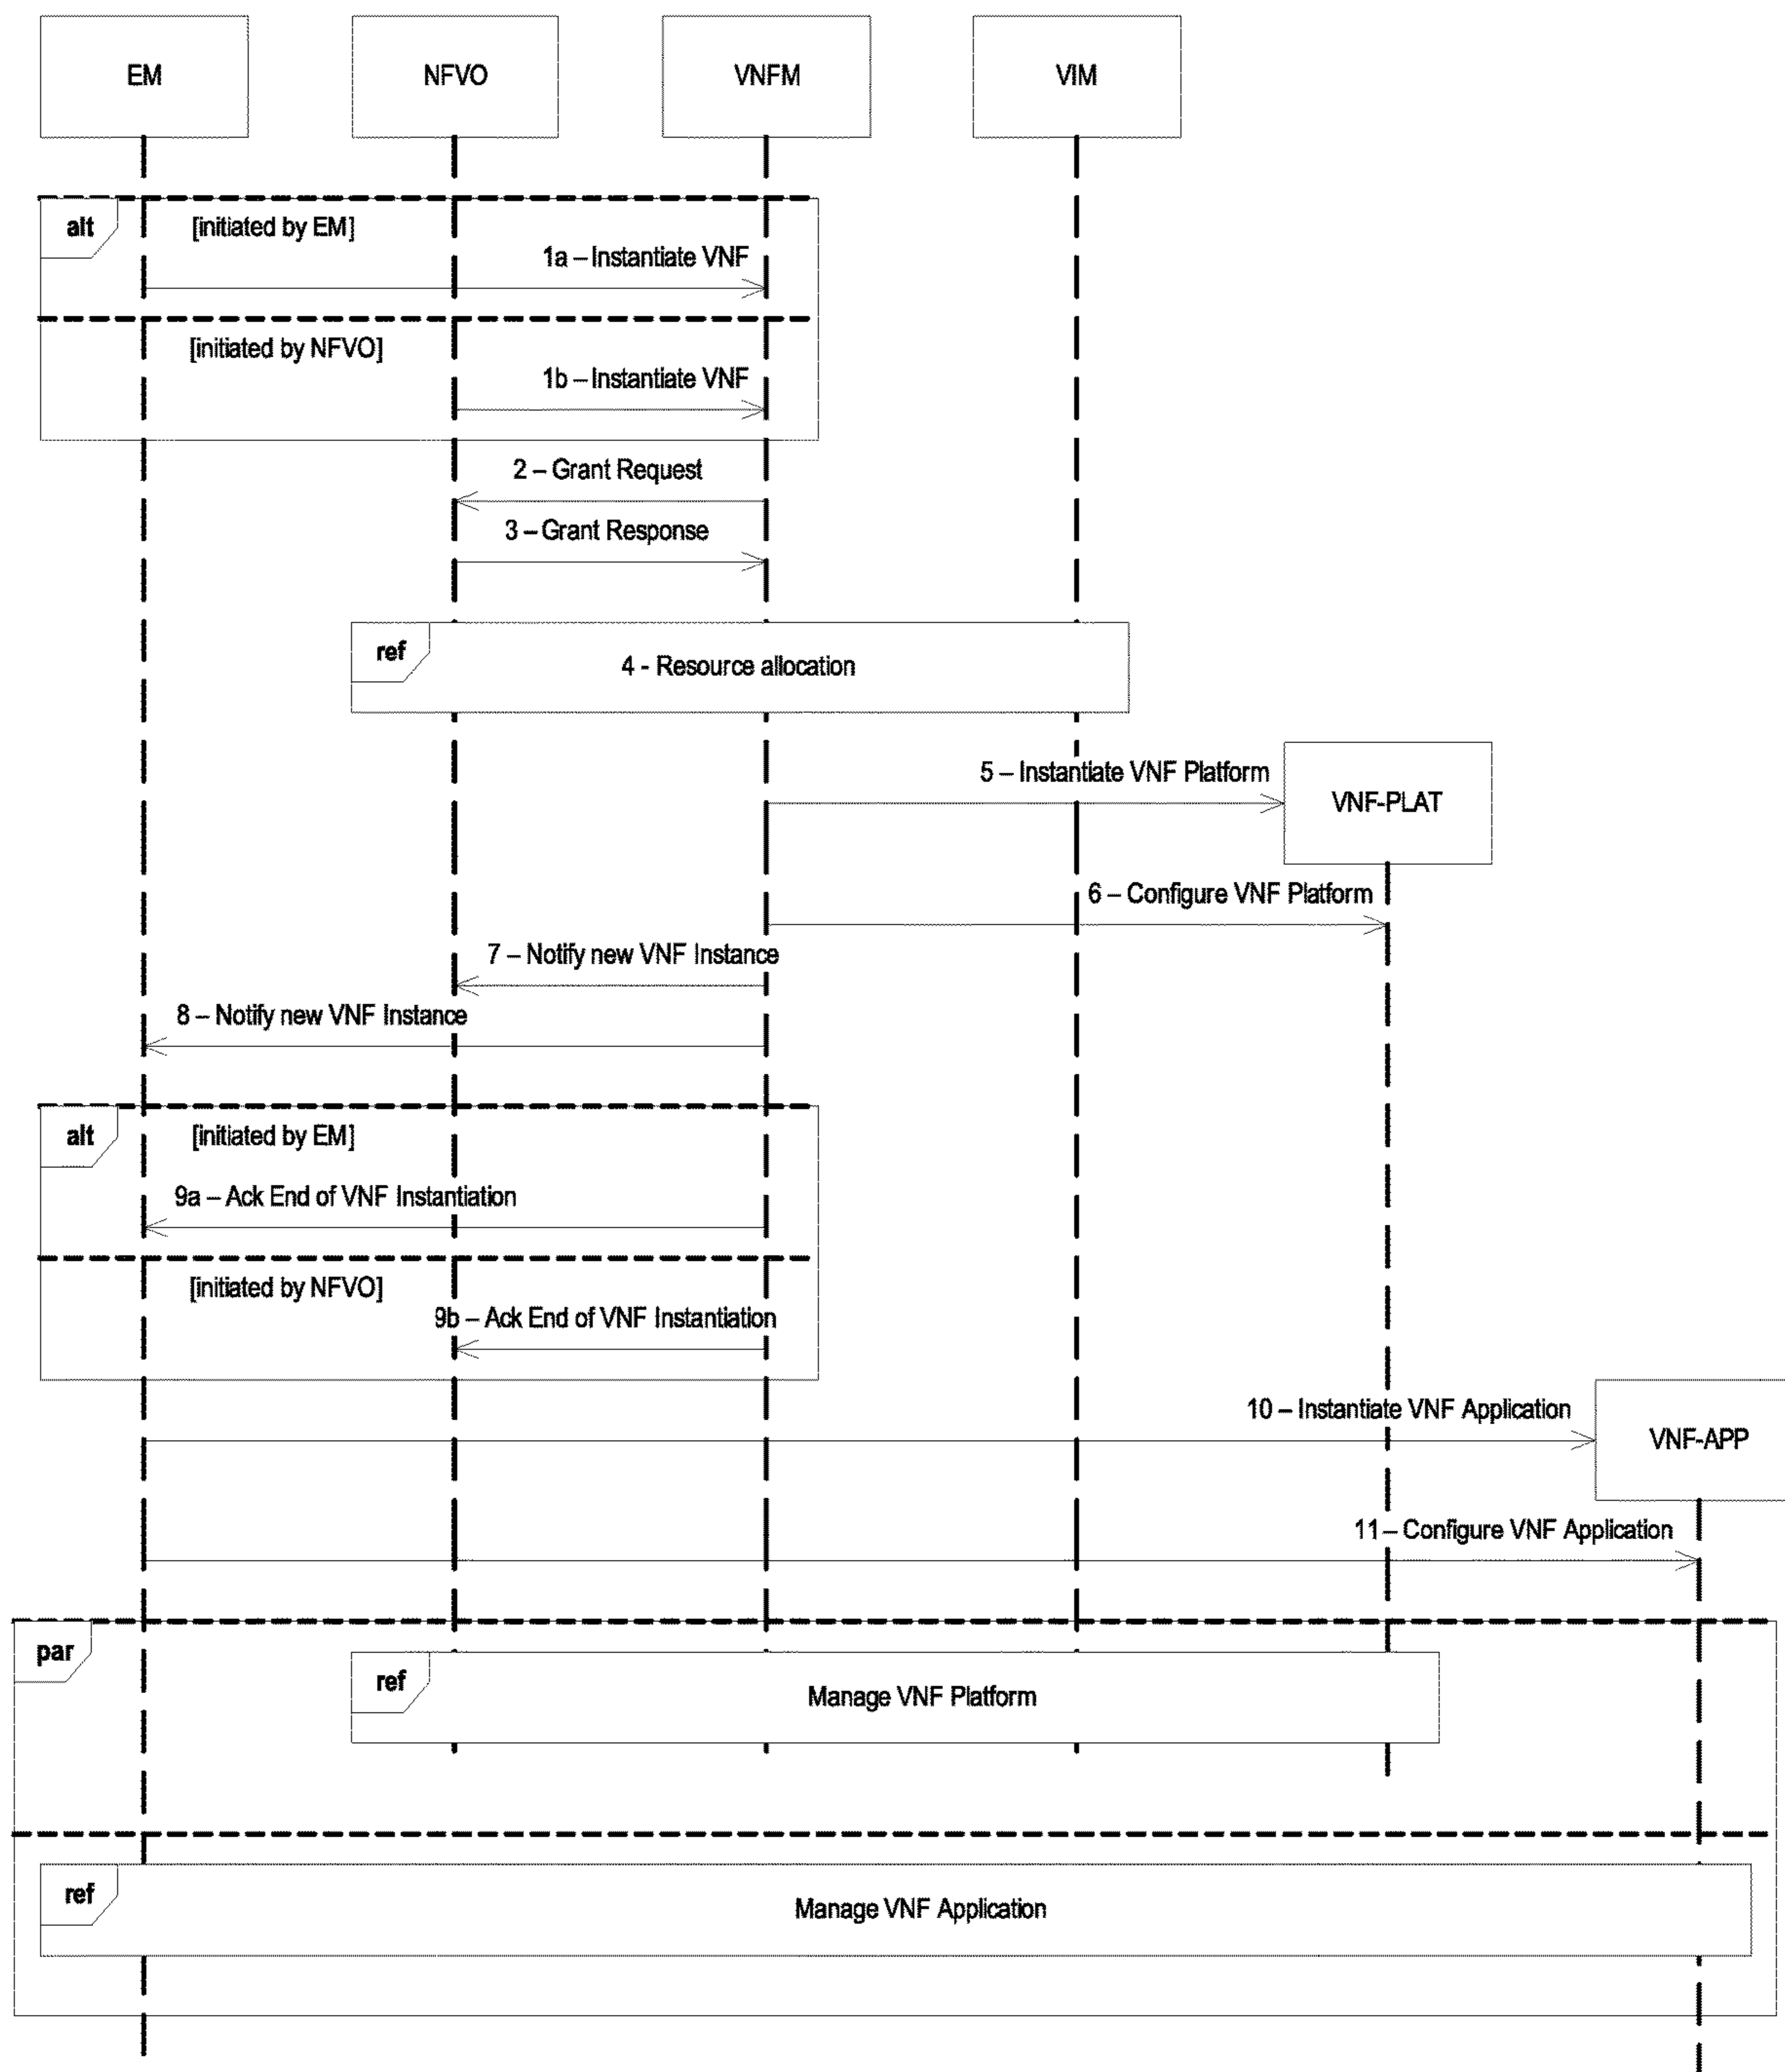 EM
NFVO
VNFM
VIM
alt
[initiated by EM]
1a – Instantiate VNF
[initiated by NFVO]
1b – Instantiate VNF
2 – Grant Request
3 – Grant Response
ref
4 - Resource allocation
5 – Instantiate VNF Platform
VNF-PLAT
6 – Configure VNF Platform
7 – Notify new VNF Instance
8 – Notify new VNF Instance
alt
[initiated by EM]
9a – Ack End of VNF Instantiation
[initiated by NFVO]
9b – Ack End of VNF Instantiation
10 – Instantiate VNF Application
VNF-APP
11 – Configure VNF Application
par
ref
Manage VNF Platform
ref
Manage VNF Application